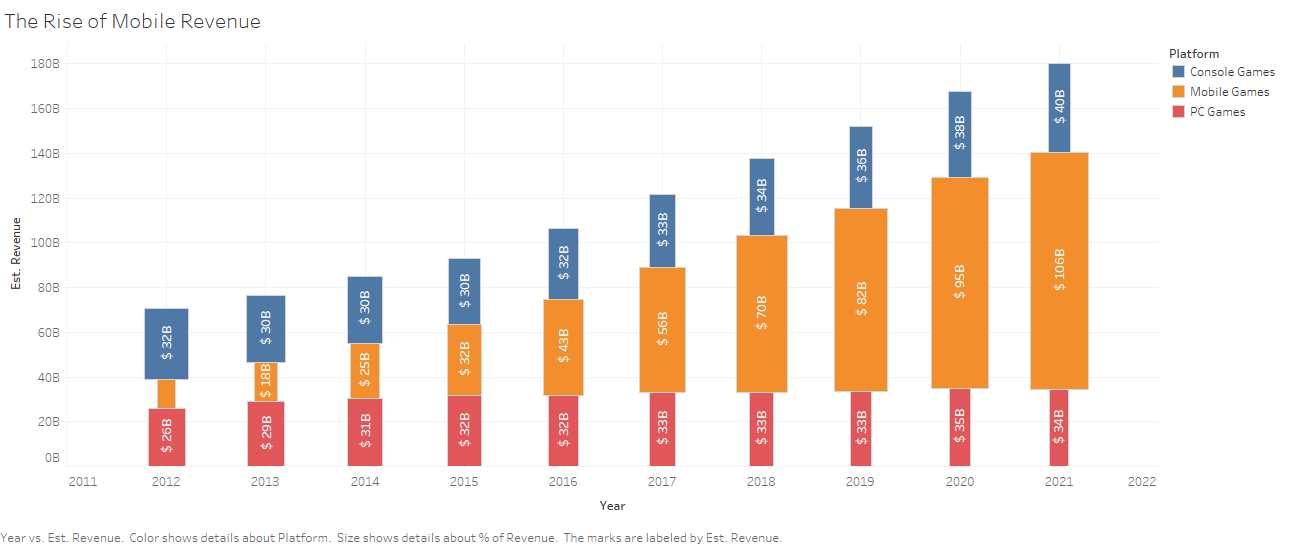 The Rise of Mobile Revenue
Platform
Console Games
Mobile Games
PC Games
Est. Revenue
180B
160B
140B
120B
100B
80B
60B
40B
20B
0B
$ 32B
$ 26B
$ 30B
$ 18B
$ 29B
$ 30B
$ 25B
$ 31B
$ 30B
$ 32B
$ 32B
$ 32B
$ 43B
$ 32B
$ 33B
$ 56B
$ 33B
$ 34B
$ 70B
$ 33B
$ 36B
$ 82B
$ 33B
$ 38B
$ 95B
$ 35B
$ 40B
$ 106B
$ 34B
2011 2012 2013 2014 2015 2016 2017 2018 2019 2020 2021 2022
Year
Year vs. Est. Revenue. Color shows details about Platform. Size shows details about % of Revenue. The marks are labeled by Est. Revenue.